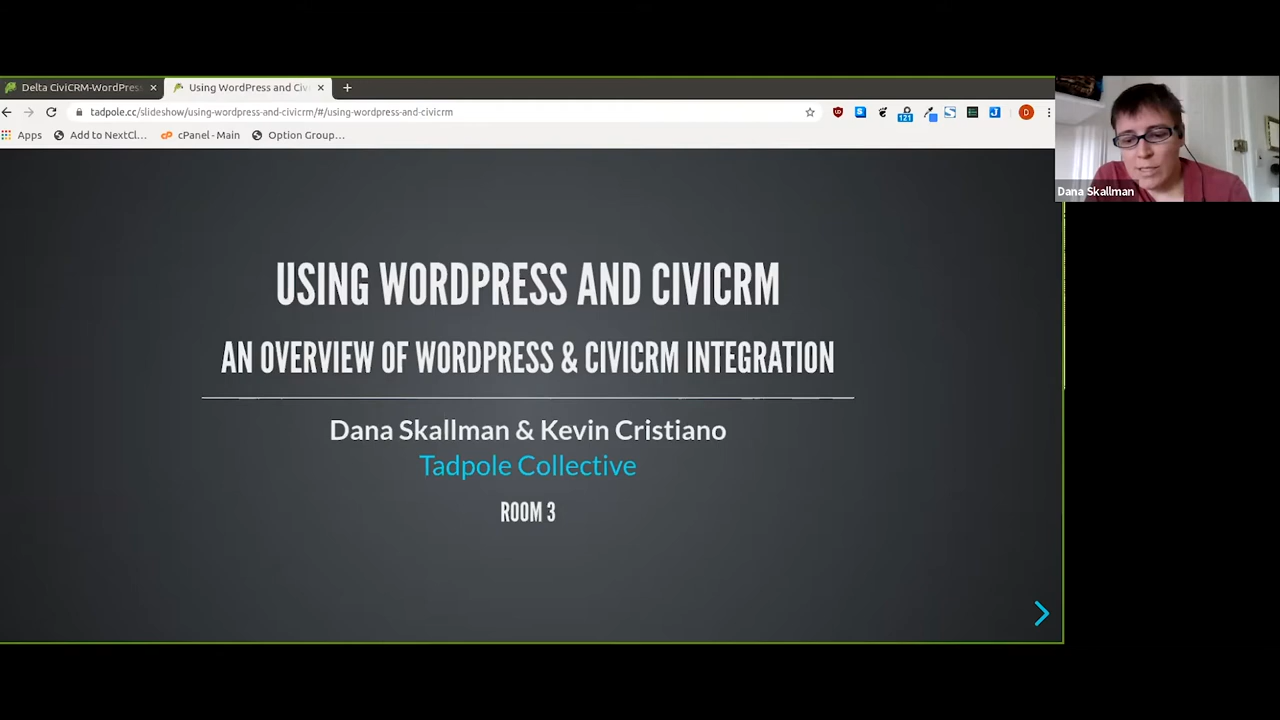 Delta CiviCRM-WordPres
Using WordPress and Civi
tadpole.cc/slideshow/using-wordpress-and-civicrm/#/using-wordpress-and-civicrm
121
D
Apps
Add to NextCl...
cPanel - Main
Option Group...
Dana Skallman
USING WORDPRESS AND CIVICRM
AN OVERVIEW OF WORDPRESS & CIVICRM INTEGRATION
Dana Skallman & Kevin Cristiano
Tadpole Collective
ROOM 3